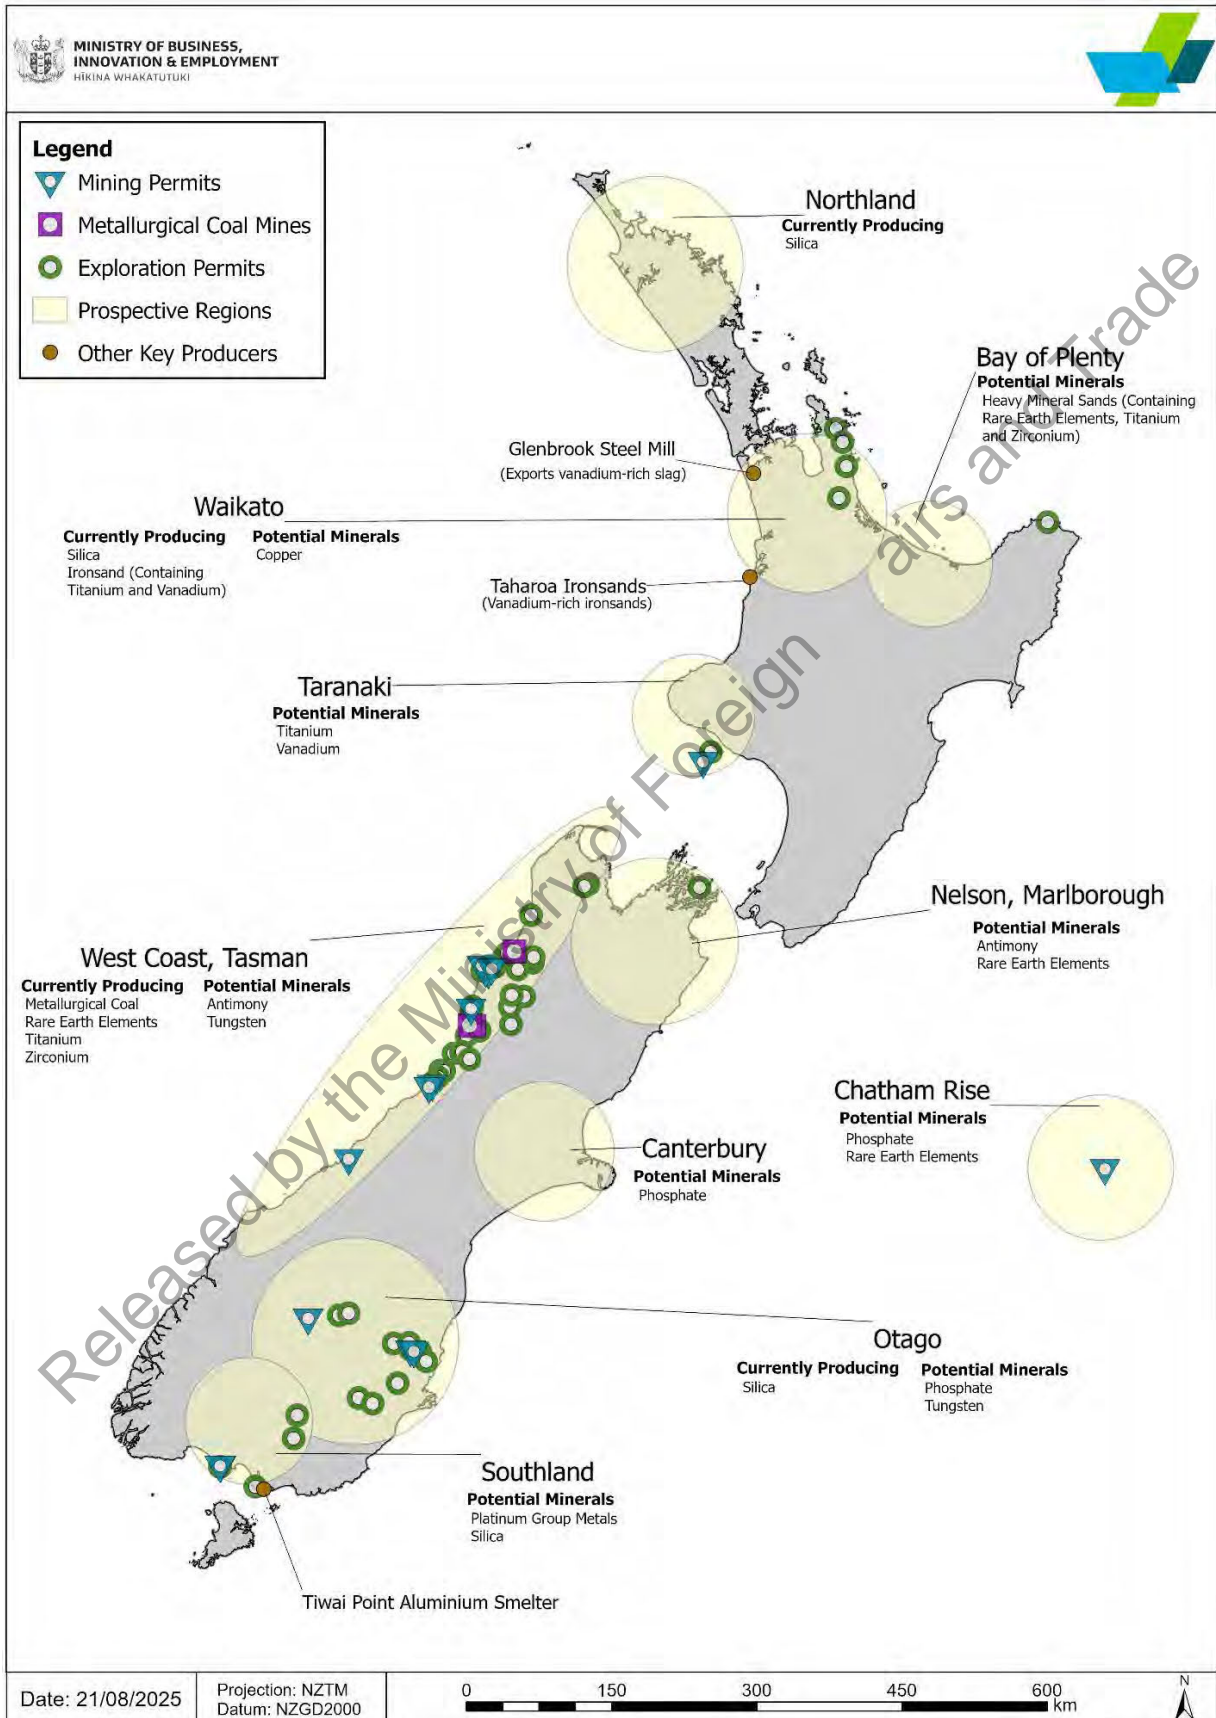 MINISTRY OF BUSINESS,
INNOVATION & EMPLOYMENT
HĪKINA WHAKATUTUKI
Legend
Mining Permits
Metallurgical Coal Mines
Exploration Permits
Prospective Regions
Other Key Producers
Northland
Currently Producing
Silica
Bay of Plenty
Potential Minerals
Heavy Mineral Sands (Containing
Rare Earth Elements, Titanium
and Zirconium)
Glenbrook Steel Mill
(Exports vanadium-rich slag)
Waikato
Currently Producing
Silica
Ironsand (Containing
Titanium and Vanadium)
Potential Minerals
Copper
Taharoa Ironsands
(Vanadium-rich ironsands)
Taranaki
Potential Minerals
Titanium
Vanadium
Nelson, Marlborough
Potential Minerals
Antimony
Rare Earth Elements
West Coast, Tasman
Currently Producing
Metallurgical Coal
Rare Earth Elements
Titanium
Zirconium
Potential Minerals
Antimony
Tungsten
Chatham Rise
Potential Minerals
Phosphate
Rare Earth Elements
Canterbury
Potential Minerals
Phosphate
Otago
Currently Producing
Silica
Potential Minerals
Phosphate
Tungsten
Southland
Potential Minerals
Platinum Group Metals
Silica
Tiwai Point Aluminium Smelter
Released by the Ministry of Foreign airs and Trade
Date: 21/08/2025
Projection: NZTM
Datum: NZGD2000
0 150 300 450 600
km
N